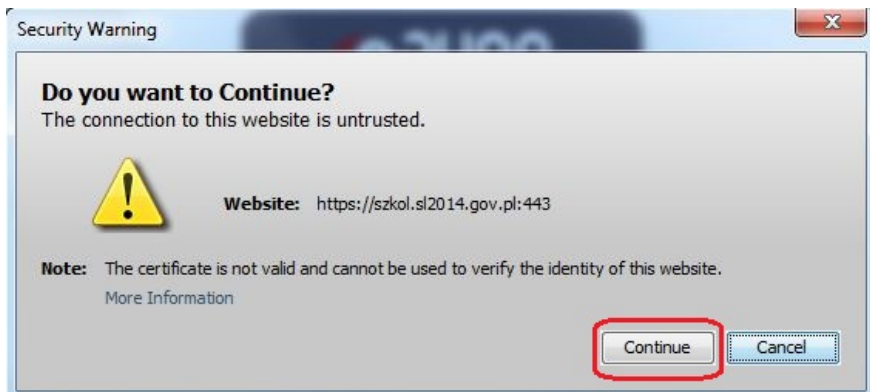 Security Warning
Do you want to Continue?
The connection to this website is untrusted.
Website: https://szkol.sl2014.gov.pl:443
Note: The certificate is not valid and cannot be used to verify the identity of this website.
More Information
Continue Cancel